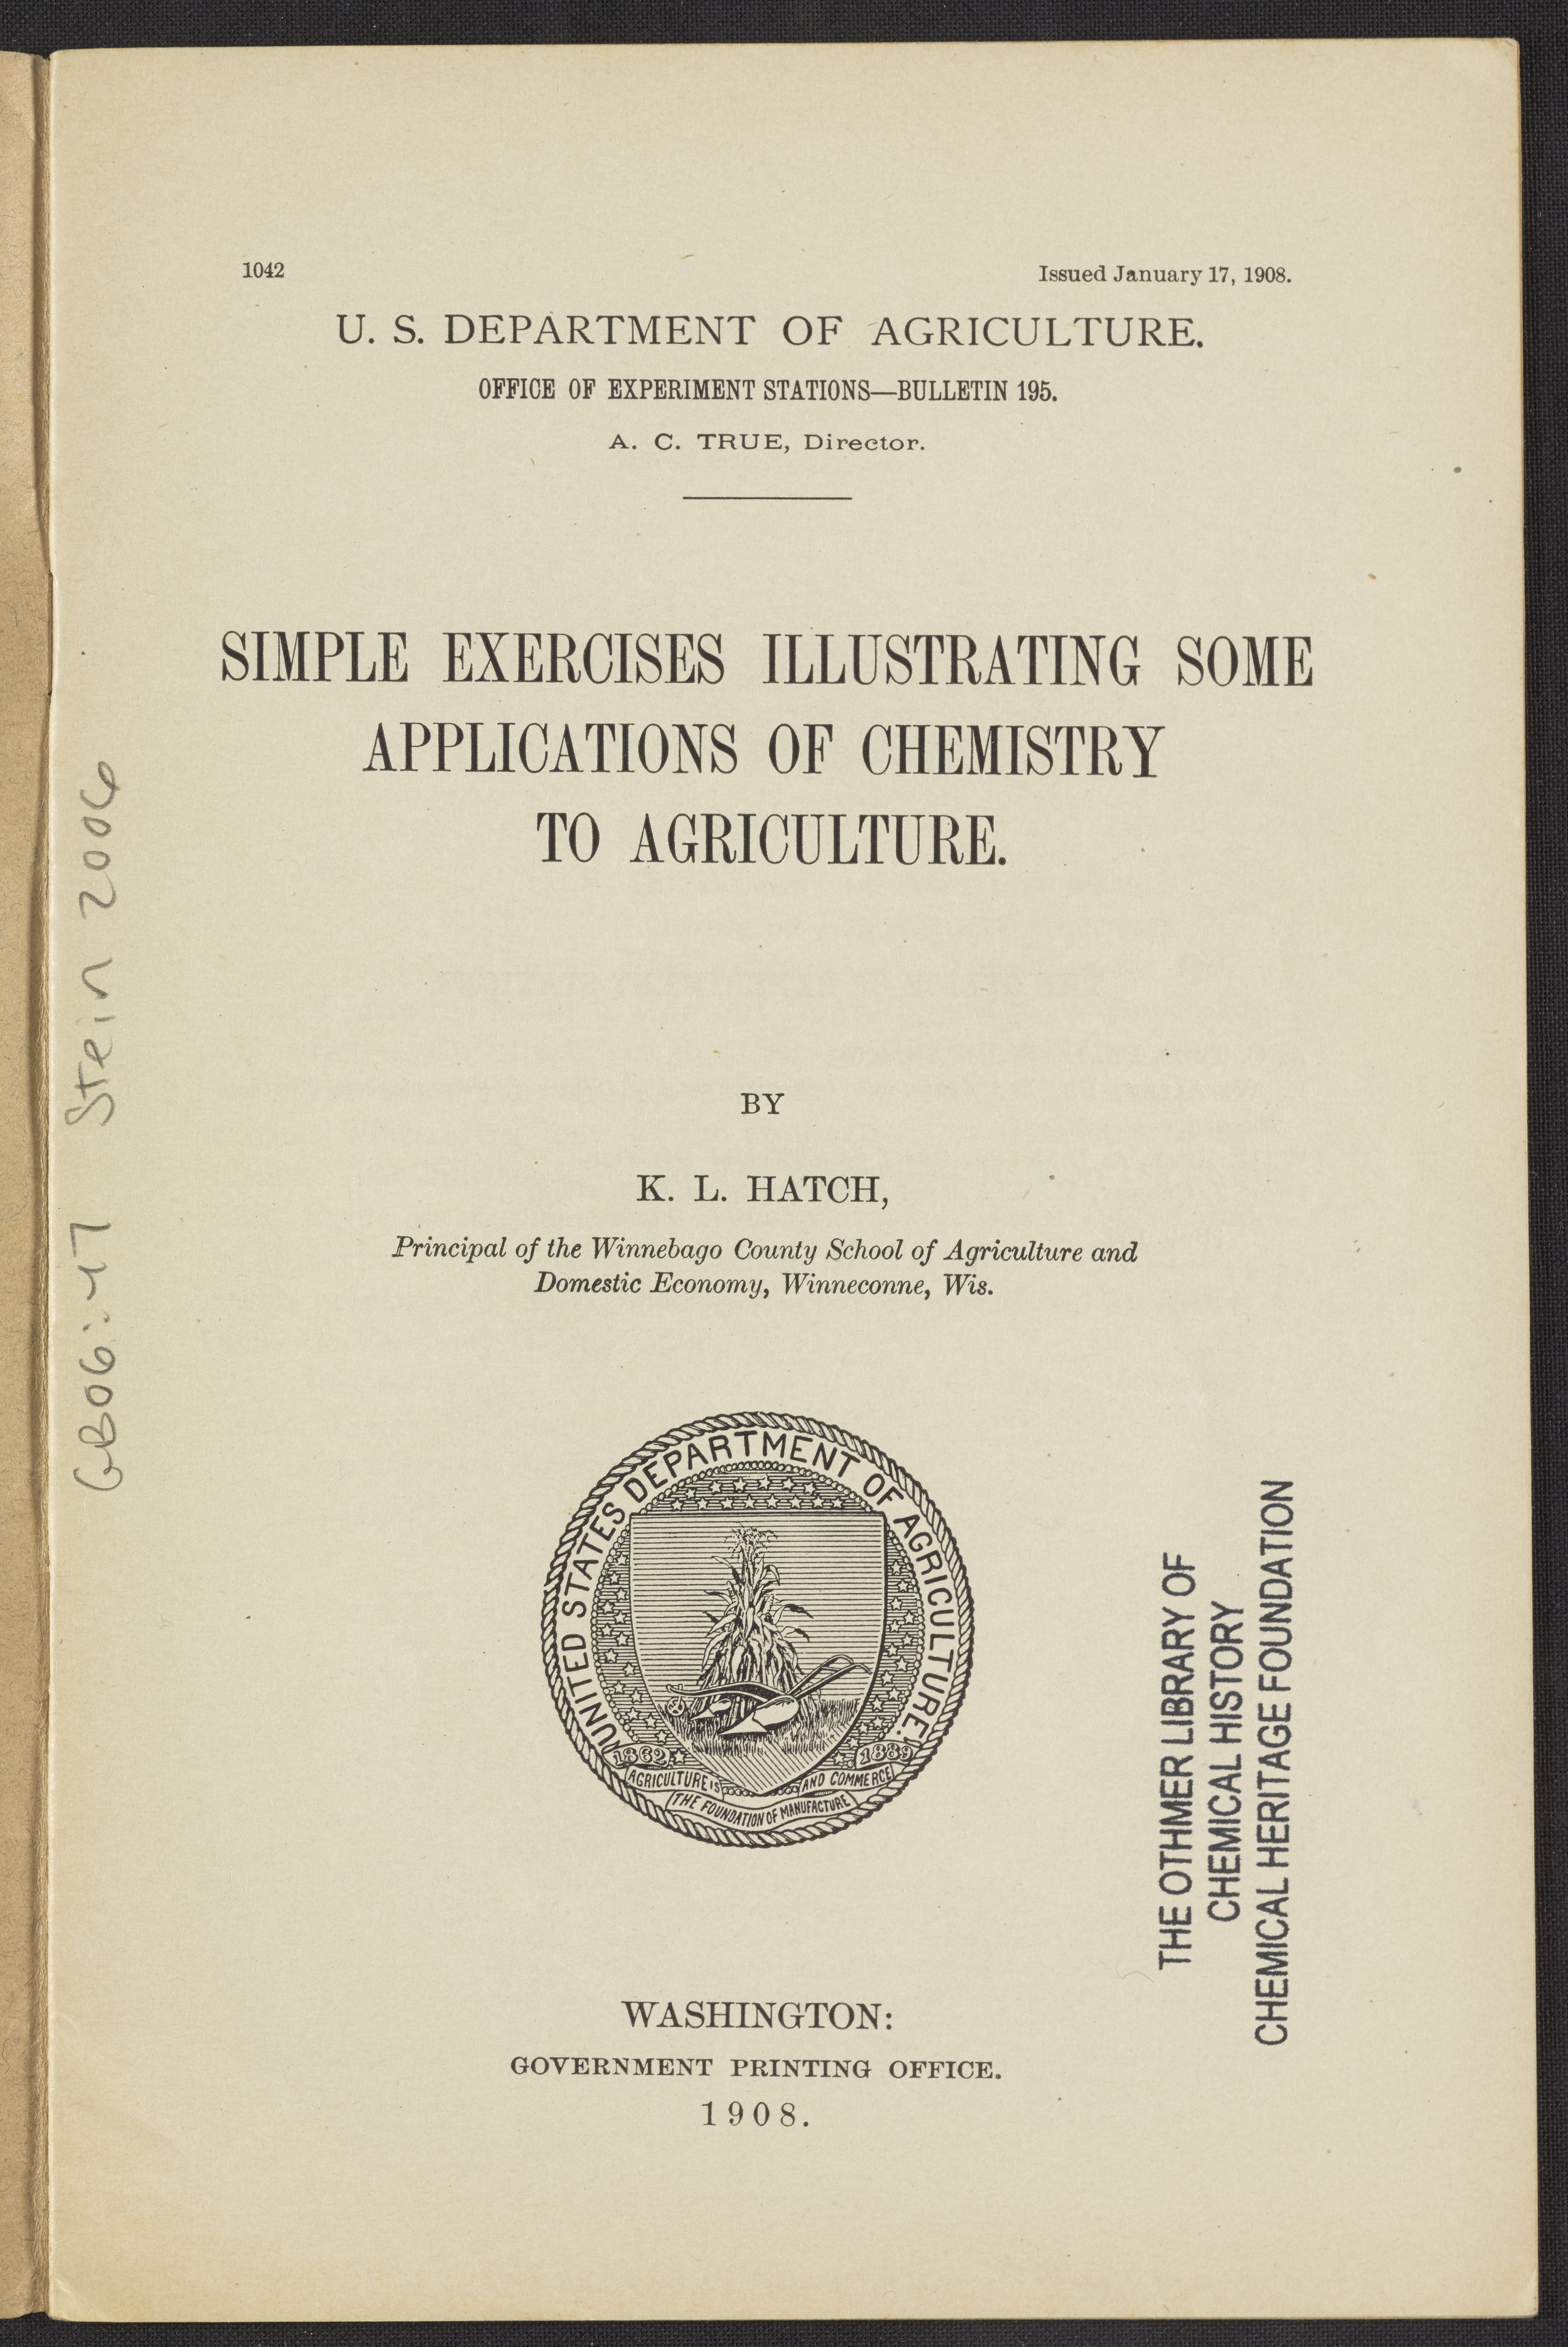 1042
Issued January 17, 1908.
U. S. DEPARTMENT OF AGRICULTURE.
OFFICE OF EXPERIMENT STATIONS—BULLETIN 195.
A. C. TRUE, Director.
SIMPLE EXERCISES ILLUSTRATING SOME
APPLICATIONS OF CHEMISTRY
TO AGRICULTURE.
BY
K. L. HATCH,
Principal of the Winnebago County School of Agriculture and
Domestic Economy, Winneconne, Wis.
UNITED STATES DEPARTMENT OF AGRICULTURE.
1862
1889
AGRICULTURE IS
THE FOUNDATION OF MANUFACTURE
AND COMMERCE
WASHINGTON:
GOVERNMENT PRINTING OFFICE.
1908.
GB06:17 Stein 2006
THE OTHMER LIBRARY OF
CHEMICAL HISTORY
CHEMICAL HERITAGE FOUNDATION